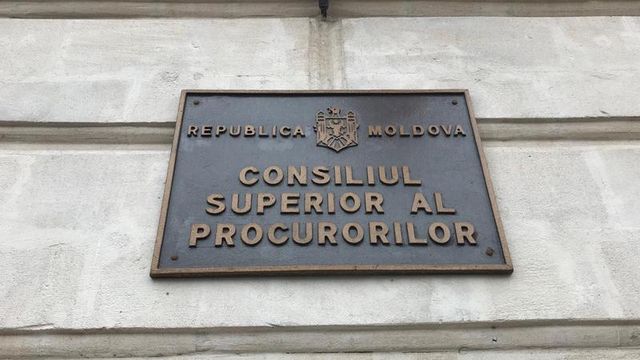 REPUBLICA MOLDOVA
CONSILIUL
SUPERIOR AL
PROCURORILOR